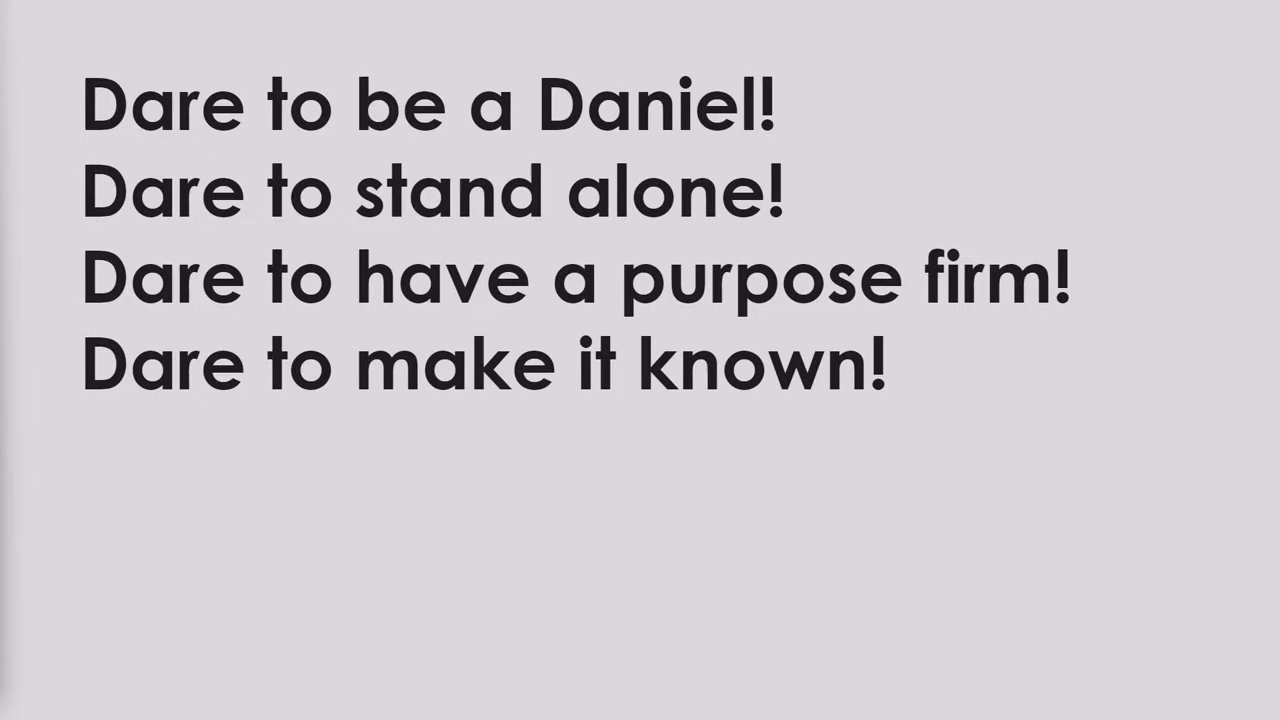 Dare to be a Daniel!
Dare to stand alone!
Dare to have a purpose firm!
Dare to make it known!